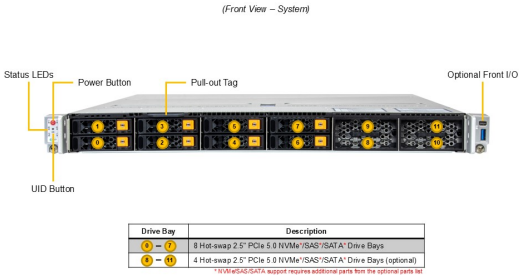 (Front View – System)
Status LEDs
Power Button
Pull-out Tag
Optional Front I/O
1 3 5 7 9 11
0 2 4 6 8 10
UID Button
Drive Bay Description
0 – 7 8 Hot-swap 2.5" PCIe 5.0 NVMe*/SAS*/SATA* Drive Bays
8 – 11 4 Hot-swap 2.5" PCIe 5.0 NVMe*/SAS*/SATA* Drive Bays (optional)
* NVMe/SAS/SATA support requires additional parts from the optional parts list